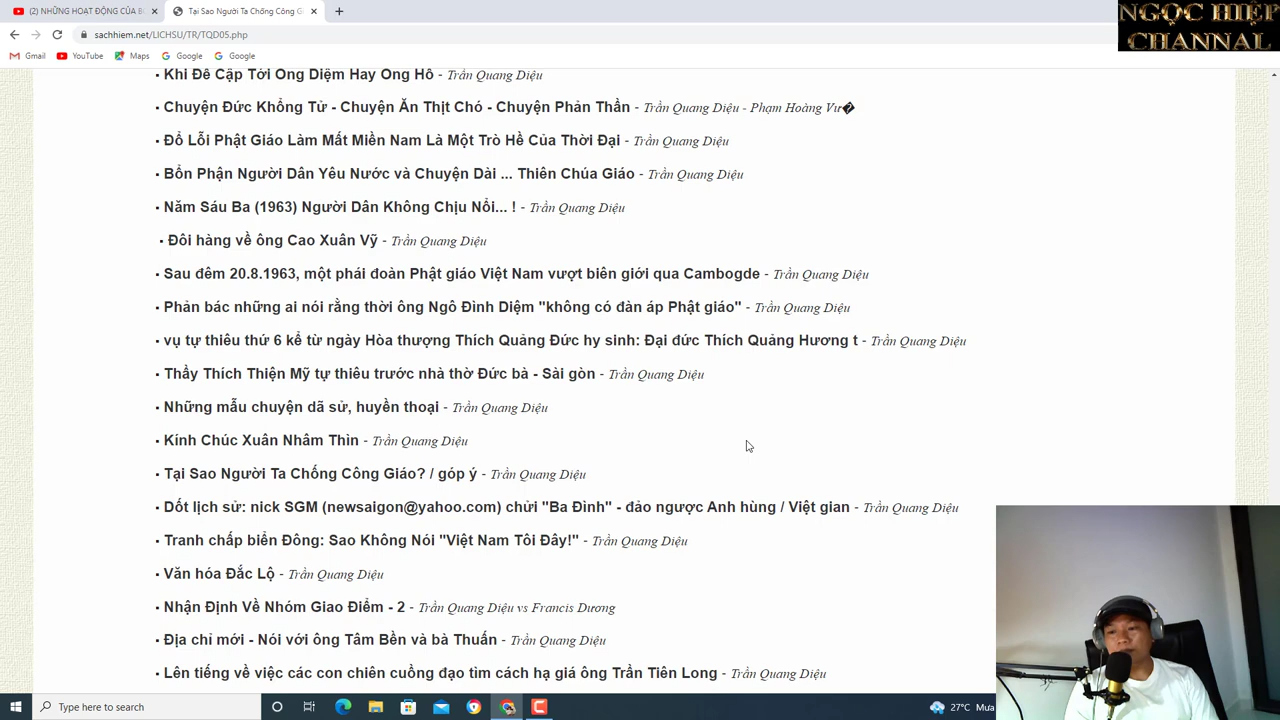 (2) NHỮNG HOẠT ĐỘNG CỦA B
Tại Sao Người Ta Chống Công Gi
NGỌC HIỆP
CHANNAL
sachhiem.net/LICHSU/TR/TQD05.php
Gmail YouTube Maps Google Google
▪ Khi Đề Cập Tới Ông Diệm Hay Ông Hồ - Trần Quang Diệu
▪ Chuyện Đức Khổng Tử - Chuyện Ăn Thịt Chó - Chuyện Phản Thần - Trần Quang Diệu - Phạm Hoàng Vư�
▪ Đổ Lỗi Phật Giáo Làm Mất Miền Nam Là Một Trò Hề Của Thời Đại - Trần Quang Diệu
▪ Bổn Phận Người Dân Yêu Nước và Chuyện Dài ... Thiên Chúa Giáo - Trần Quang Diệu
▪ Năm Sáu Ba (1963) Người Dân Không Chịu Nổi... ! - Trần Quang Diệu
▪ Đôi hàng về ông Cao Xuân Vỹ - Trần Quang Diệu
▪ Sau đêm 20.8.1963, một phái đoàn Phật giáo Việt Nam vượt biên giới qua Cambogde - Trần Quang Diệu
▪ Phản bác những ai nói rằng thời ông Ngô Đình Diệm "không có đàn áp Phật giáo" - Trần Quang Diệu
▪ vụ tự thiêu thứ 6 kể từ ngày Hòa thượng Thích Quảng Đức hy sinh: Đại đức Thích Quảng Hương t - Trần Quang Diệu
▪ Thầy Thích Thiện Mỹ tự thiêu trước nhà thờ Đức bà - Sài gòn - Trần Quang Diệu
▪ Những mẫu chuyện dã sử, huyền thoại - Trần Quang Diệu
▪ Kính Chúc Xuân Nhâm Thìn - Trần Quang Diệu
▪ Tại Sao Người Ta Chống Công Giáo? / góp ý - Trần Quang Diệu
▪ Dốt lịch sử: nick SGM (newsaigon@yahoo.com) chửi "Ba Đình" - đảo ngược Anh hùng / Việt gian - Trần Quang Diệu
▪ Tranh chấp biển Đông: Sao Không Nói "Việt Nam Tôi Đây!" - Trần Quang Diệu
▪ Văn hóa Đắc Lộ - Trần Quang Diệu
▪ Nhận Định Về Nhóm Giao Điểm - 2 - Trần Quang Diệu vs Francis Dương
▪ Địa chỉ mới - Nói với ông Tâm Bền và bà Thuấn - Trần Quang Diệu
▪ Lên tiếng về việc các con chiên cuồng đạo tìm cách hạ giá ông Trần Tiên Long - Trần Quang Diệu
Type here to search
27°C Mưa